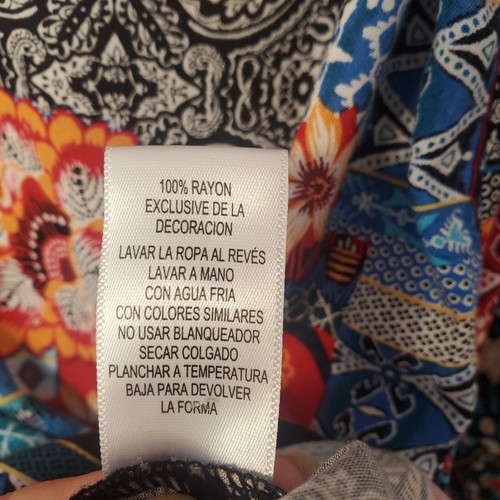 100% RAYON
EXCLUSIVE DE LA
DECORACION
LAVAR LA ROPA AL REVÉS
LAVAR A MANO
CON AGUA FRIA
CON COLORES SIMILARES
NO USAR BLANQUEADOR
SECAR COLGADO
PLANCHAR A TEMPERATURA
BAJA PARA DEVOLVER
LA FORMA